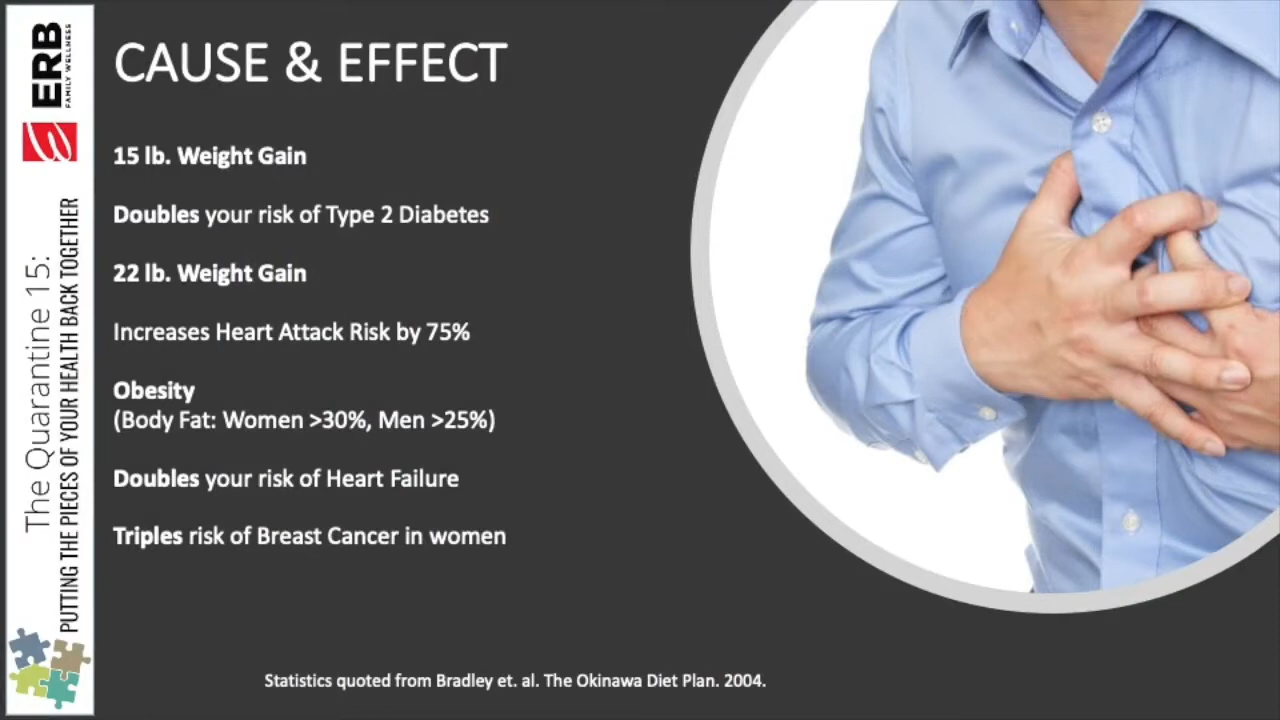 ERB
FAMILY WELLNESS
The Quarantine 15:
PUTTING THE PIECES OF YOUR HEALTH BACK TOGETHER
CAUSE & EFFECT
15 lb. Weight Gain
Doubles your risk of Type 2 Diabetes
22 lb. Weight Gain
Increases Heart Attack Risk by 75%
Obesity
(Body Fat: Women >30%, Men >25%)
Doubles your risk of Heart Failure
Triples risk of Breast Cancer in women
Statistics quoted from Bradley et. al. The Okinawa Diet Plan. 2004.